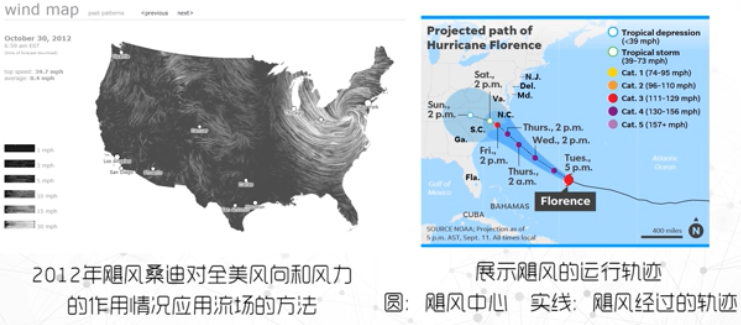 wind map
past patterns
<previous
next>
October 30, 2012
6:59 am EST
top speed: 39.7 mph
average: 8.4 mph
mph
mph
5 mph
10 mph
15 mph
30 mph
Los Angeles
San Diego
Denver
Projected path of
Hurricane Florence
Tropical depression
(<39 mph)
Tropical storm
(39–73 mph)
Cat. 1 (74-95 mph)
Cat. 2 (96–110 mph)
Cat. 3 (111–129 mph)
Cat. 4 (130–156 mph)
Cat. 5 (157+ mph)
Sat.,
2 p.m.
N.J.
Del.
Md.
Va.
Sun.,
2 p.m.
N.C.
S.C.
Ga.
Thurs., 2 p.m.
Wed., 2 p.m.
Fri.,
2 p.m.
Thurs.,
2 a.m.
Tues.,
5 p.m.
Fla.
Florence
Gulf of
Mexico
Atlantic
Ocean
BAHAMAS
CUBA
SOURCE NOAA; Projection as of
5 p.m. AST, Sept. 11. All times local
400 miles
N
2012年飓风桑迪对全美风向和风力
的作用情况应用流场的方法
展示飓风的运行轨迹
圆：飓风中心 实线：飓风经过的轨迹